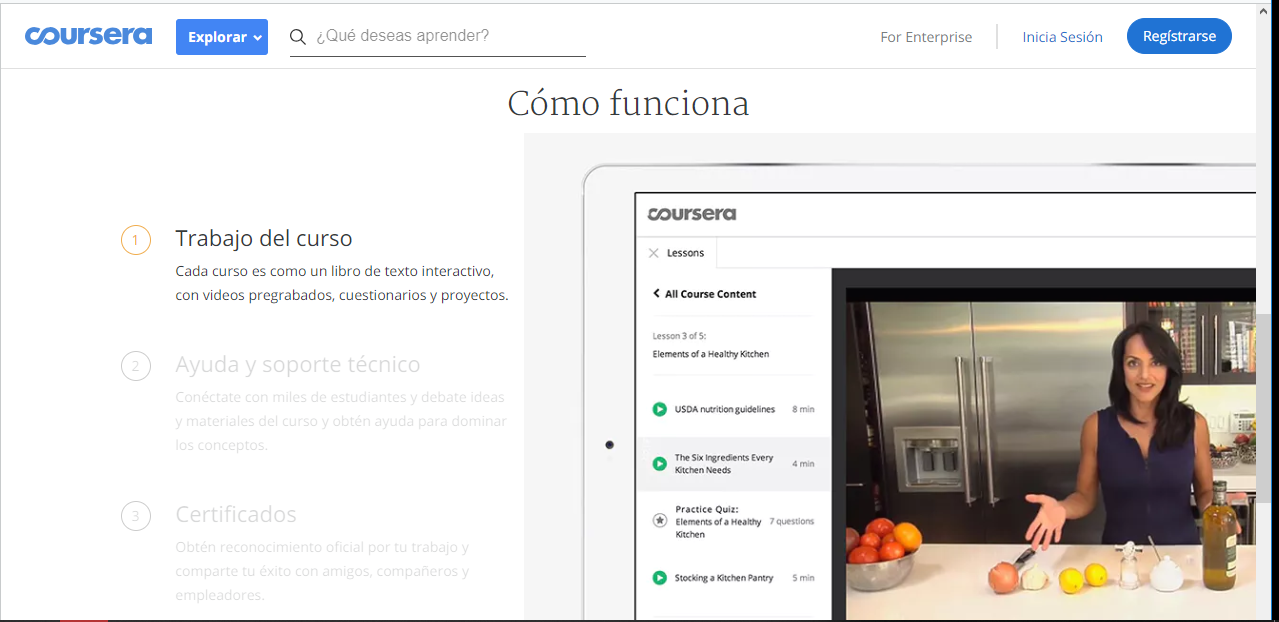 coursera
Explorar
¿Qué deseas aprender?
For Enterprise
Inicia Sesión
Regístrarse
Cómo funciona
1
Trabajo del curso
Cada curso es como un libro de texto interactivo,
con videos pregrabados, cuestionarios y proyectos.
2
Ayuda y soporte técnico
Conéctate con miles de estudiantes y debate ideas
y materiales del curso y obtén ayuda para dominar
los conceptos.
3
Certificados
Obtén reconocimiento oficial por tu trabajo y
comparte tu éxito con amigos, compañeros y
empleadores.
coursera
Lessons
All Course Content
Lesson 3 of 5:
Elements of a Healthy Kitchen
USDA nutrition guidelines 8 min
The Six Ingredients Every
Kitchen Needs
4 min
Practice Quiz:
Elements of a Healthy
Kitchen
7 questions
Stocking a Kitchen Pantry 5 min